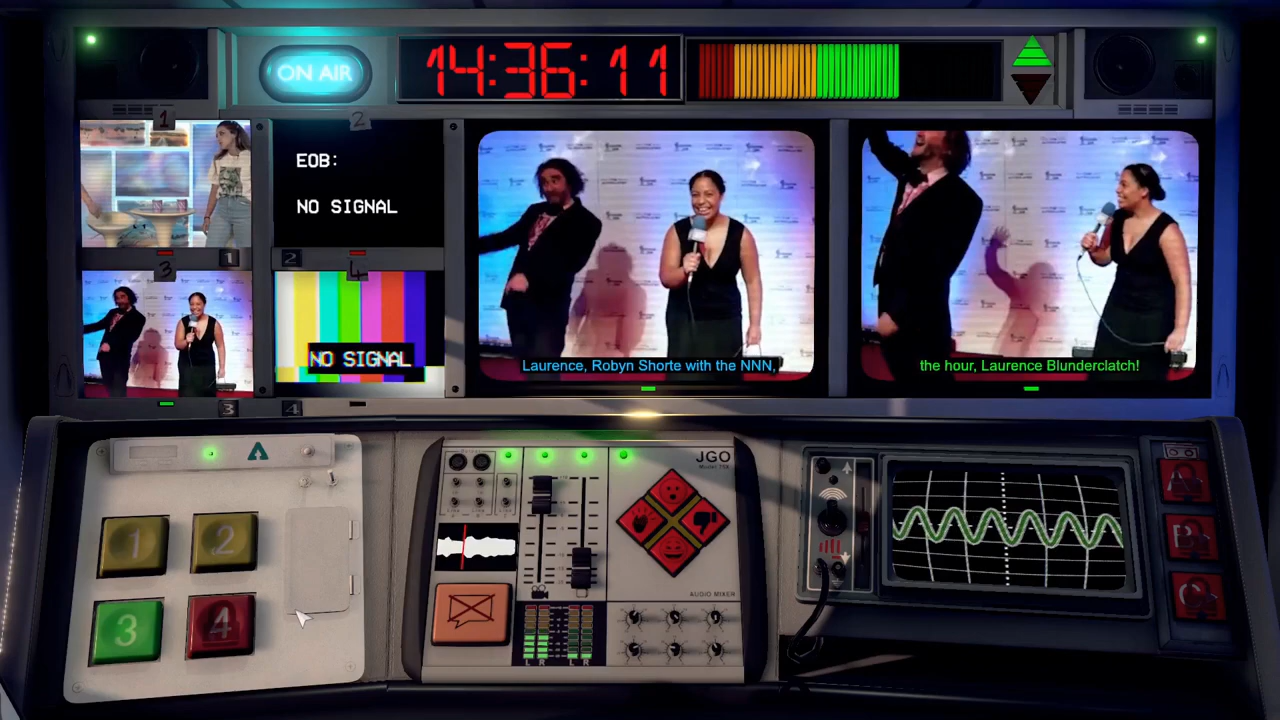 ON AIR
14:36:11
1
2
EOB:
NO SIGNAL
1
2
3
4
NO SIGNAL
3
4
Laurence, Robyn Shorte with the NNN,
the hour, Laurence Blunderclatch!
JGO
1
2
3
4
AUDIO MIXER
L R
L R
A
B
C